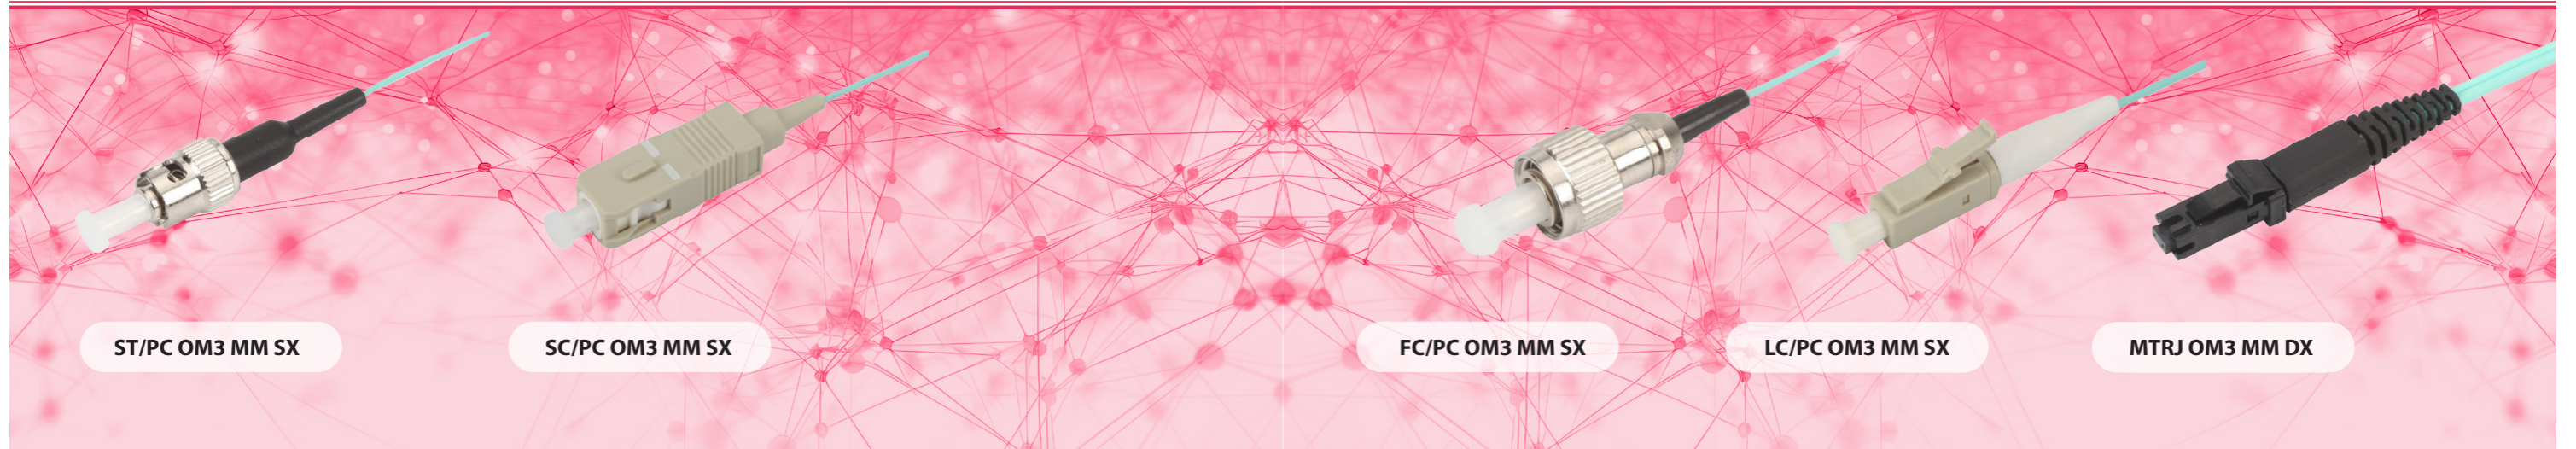 ST/PC OM3 MM SX
SC/PC OM3 MM SX
FC/PC OM3 MM SX
LC/PC OM3 MM SX
MTRJ OM3 MM DX